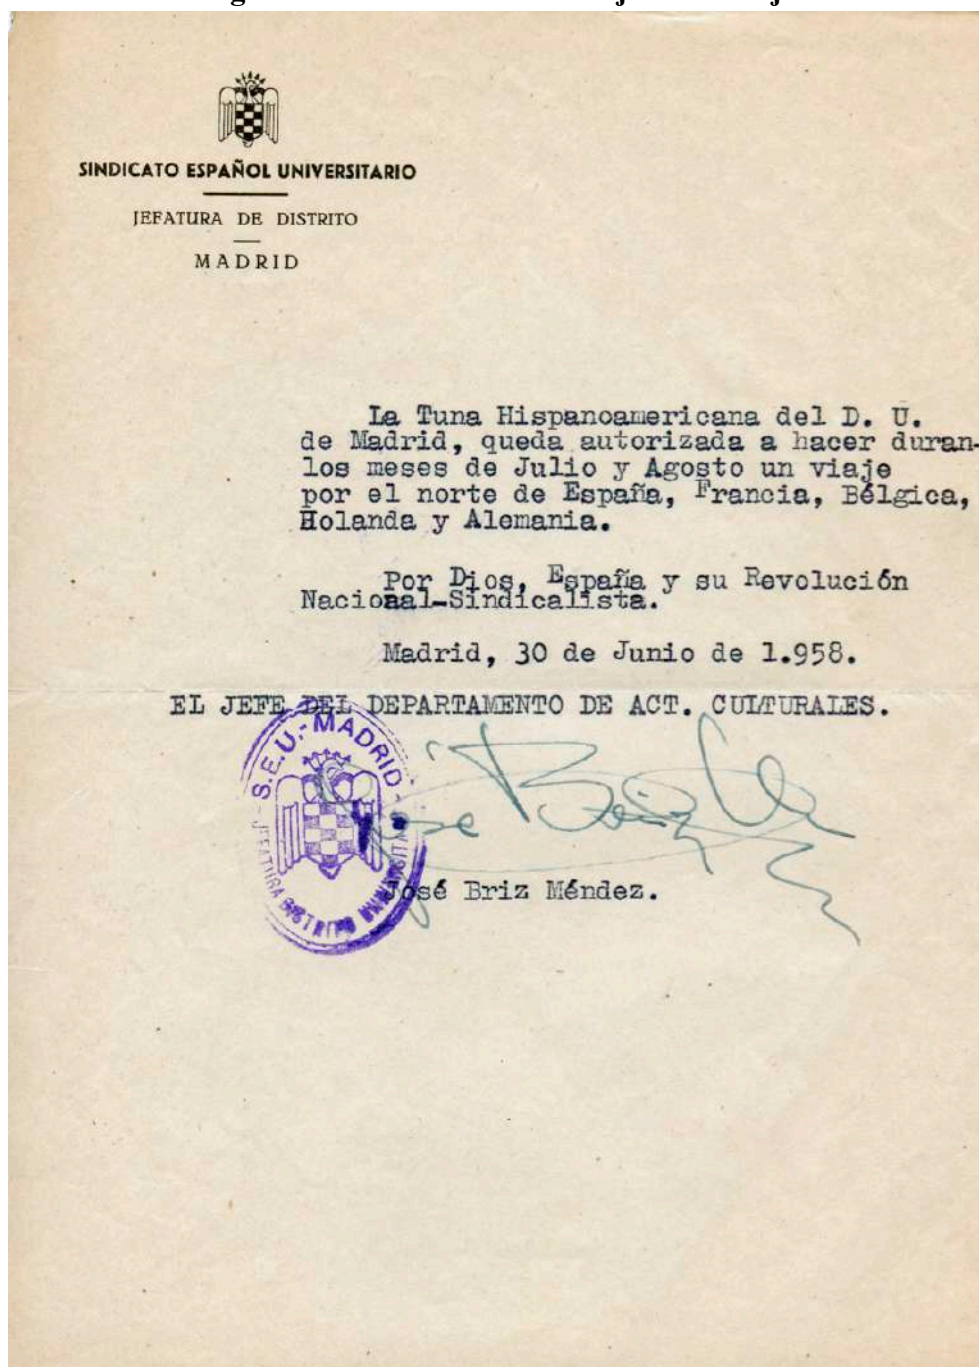 SINDICATO ESPAÑOL UNIVERSITARIO
JEFATURA DE DISTRITO
MADRID
La Tuna Hispanoamericana del D. U.
de Madrid, queda autorizada a hacer duran-
los meses de Julio y Agosto un viaje
por el norte de España, Francia, Bélgica,
Holanda y Alemania.
Por Dios, España y su Revolución
Nacional-Sindicalista.
Madrid, 30 de Junio de 1.958.
EL JEFE DEL DEPARTAMENTO DE ACT. CULTURALES.
S.E.U.-MADRID
JEFATURA DISTRITO
José Briz
José Briz Méndez.